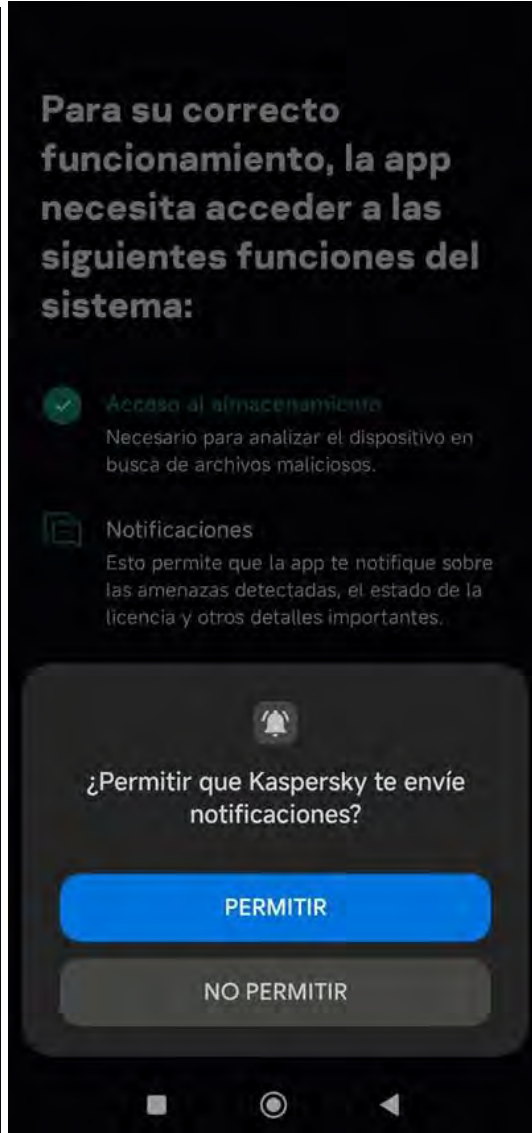 Para su correcto
funcionamiento, la app
necesita acceder a las
siguientes funciones del
sistema:
Acceso al almacenamiento
Necesario para analizar el dispositivo en
busca de archivos maliciosos.
Notificaciones
Esto permite que la app te notifique sobre
las amenazas detectadas, el estado de la
licencia y otros detalles importantes.
¿Permitir que Kaspersky te envíe
notificaciones?
PERMITIR
NO PERMITIR